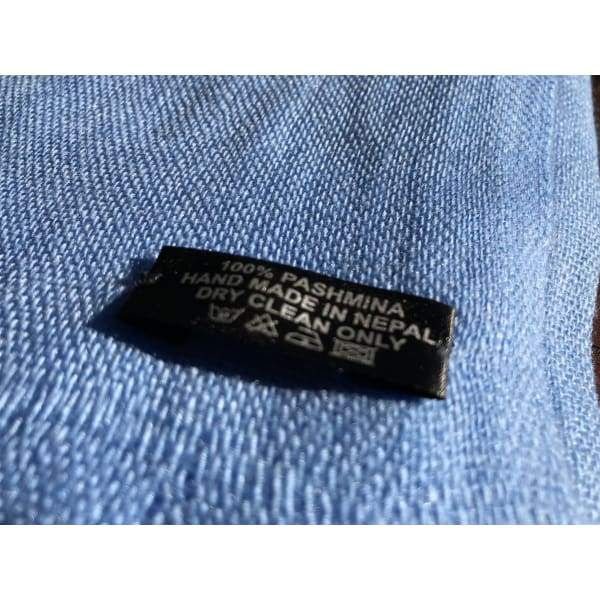 100% PASHMINA
HAND MADE IN NEPAL
DRY CLEAN ONLY